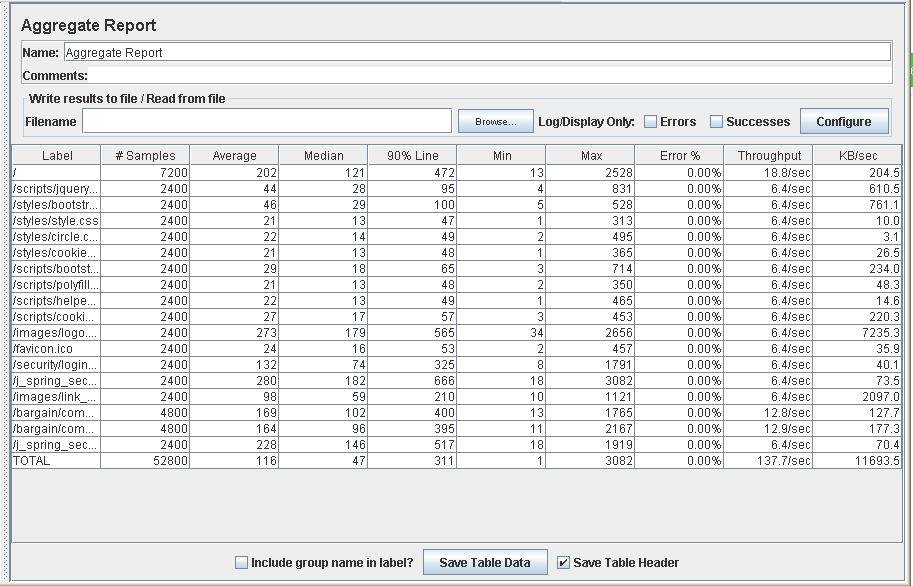 Aggregate Report
Name: Aggregate Report
Comments:
Write results to file / Read from file
Filename Browse... Log/Display Only: Errors Successes Configure
Label # Samples Average Median 90% Line Min Max Error % Throughput KB/sec
/ 7200 202 121 472 13 2528 0.00% 18.8/sec 204.5
/scripts/jquery... 2400 44 28 95 4 831 0.00% 6.4/sec 610.5
/styles/bootstr... 2400 46 29 100 5 528 0.00% 6.4/sec 761.1
/styles/style.css 2400 21 13 47 1 313 0.00% 6.4/sec 10.0
/styles/circle.c... 2400 22 14 49 2 495 0.00% 6.4/sec 3.1
/styles/cookie... 2400 21 13 48 1 365 0.00% 6.4/sec 26.5
/scripts/bootst... 2400 29 18 65 3 714 0.00% 6.4/sec 234.0
/scripts/polyfill... 2400 21 13 48 2 350 0.00% 6.4/sec 48.3
/scripts/helpe... 2400 22 13 49 1 465 0.00% 6.4/sec 14.6
/scripts/cooki... 2400 27 17 57 3 453 0.00% 6.4/sec 220.3
/images/logo.... 2400 273 179 565 34 2656 0.00% 6.4/sec 7235.3
/favicon.ico 2400 24 16 53 2 457 0.00% 6.4/sec 35.9
/security/login... 2400 132 74 325 8 1791 0.00% 6.4/sec 40.1
/j_spring_sec... 2400 280 182 666 18 3082 0.00% 6.4/sec 73.5
/images/link_... 2400 98 59 210 10 1121 0.00% 6.4/sec 2097.0
/bargain/com... 4800 169 102 400 13 1765 0.00% 12.8/sec 127.7
/bargain/com... 4800 164 96 395 11 2167 0.00% 12.9/sec 177.3
/j_spring_sec... 2400 228 146 517 18 1919 0.00% 6.4/sec 70.4
TOTAL 52800 116 47 311 1 3082 0.00% 137.7/sec 11693.5
Include group name in label? Save Table Data Save Table Header